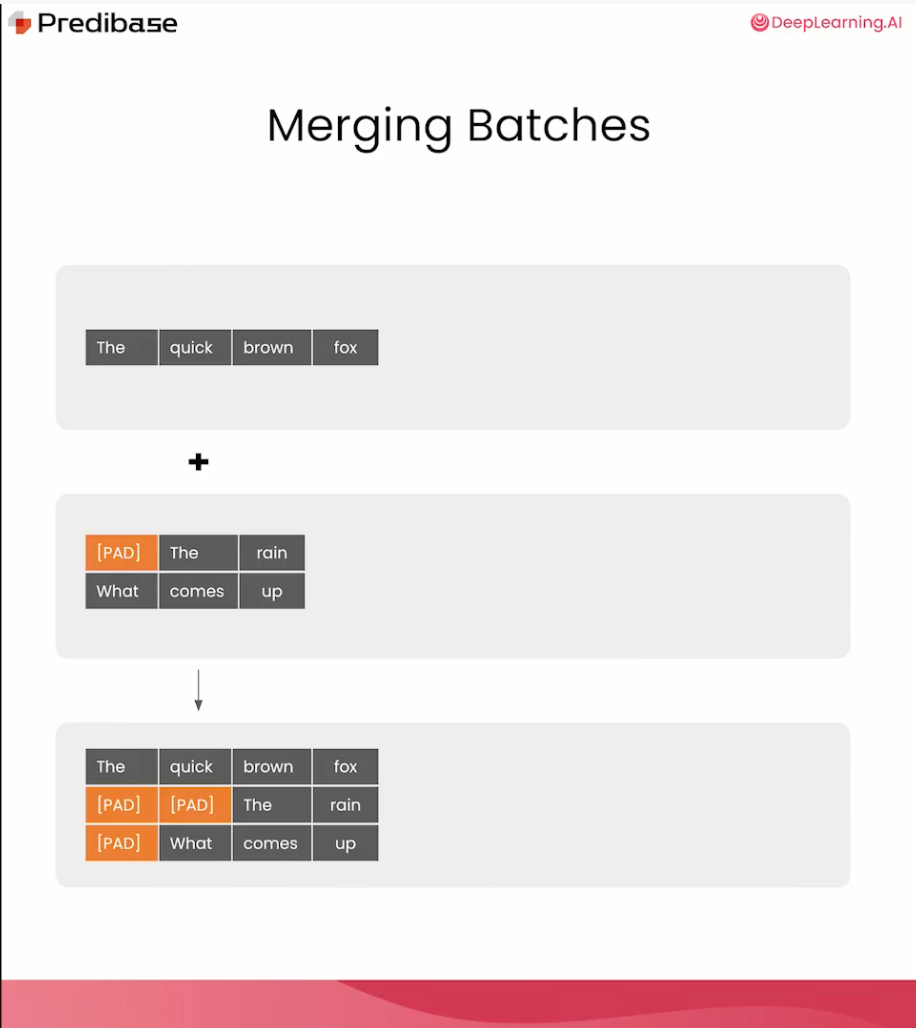 Predibase
DeepLearning.AI
Merging Batches
The quick brown fox
+
[PAD] The rain
What comes up
The quick brown fox
[PAD] [PAD] The rain
[PAD] What comes up